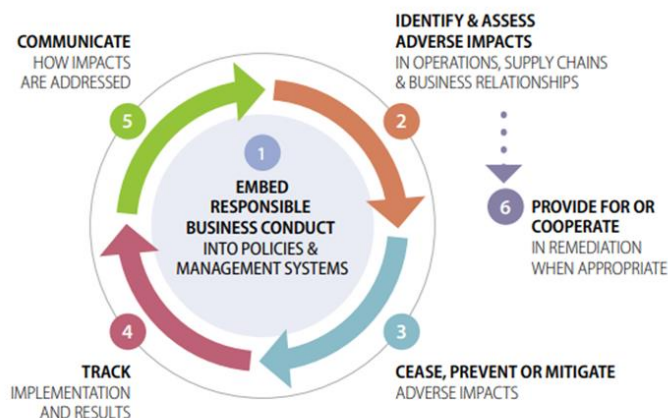 COMMUNICATE
HOW IMPACTS
ARE ADDRESSED
5
IDENTIFY & ASSESS
ADVERSE IMPACTS
IN OPERATIONS, SUPPLY CHAINS
& BUSINESS RELATIONSHIPS
2
1
EMBED
RESPONSIBLE
BUSINESS CONDUCT
INTO POLICIES &
MANAGEMENT SYSTEMS
6
PROVIDE FOR OR
COOPERATE
IN REMEDIATION
WHEN APPROPRIATE
4
TRACK
IMPLEMENTATION
AND RESULTS
3
CEASE, PREVENT OR MITIGATE
ADVERSE IMPACTS